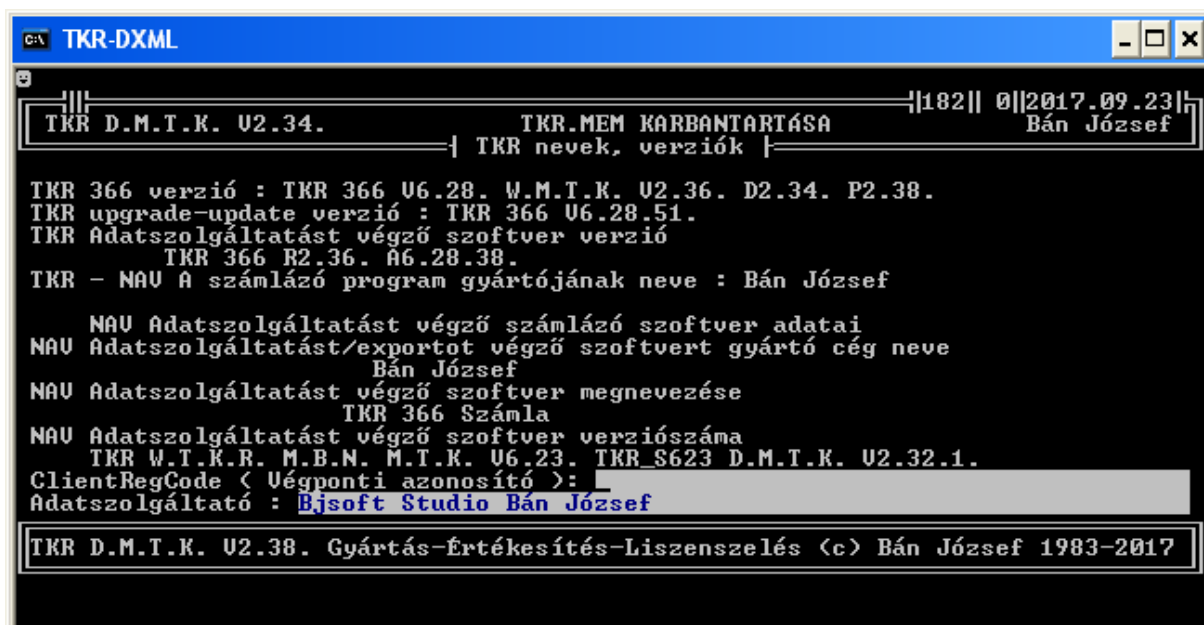 TKR-DXML
182 0 2017.09.23
TKR D.M.T.K. V2.34. TKR.MEM KARBANTARTÁSA Bán József
TKR nevek, verziók
TKR 366 verzió : TKR 366 V6.28. W.M.T.K. V2.36. D2.34. P2.38.
TKR upgrade-update verzió : TKR 366 V6.28.51.
TKR Adatszolgáltatást végző szoftver verzió
TKR 366 R2.36. A6.28.38.
TKR - NAV A számlázó program gyártójának neve : Bán József
NAV Adatszolgáltatást végző számlázó szoftver adatai
NAV Adatszolgáltatást/exportot végző szoftvert gyártó cég neve
Bán József
NAV Adatszolgáltatást végző szoftver megnevezése
TKR 366 Számla
NAV Adatszolgáltatást végző szoftver verziószáma
TKR W.T.K.R. M.B.N. M.T.K. V6.23. TKR_S623 D.M.T.K. V2.32.1.
ClientRegCode ( Végponti azonosító ):
Adatszolgáltató : Bjsoft Studio Bán József
TKR D.M.T.K. V2.38. Gyártás-Értékesítés-Liszenszelés (c) Bán József 1983-2017